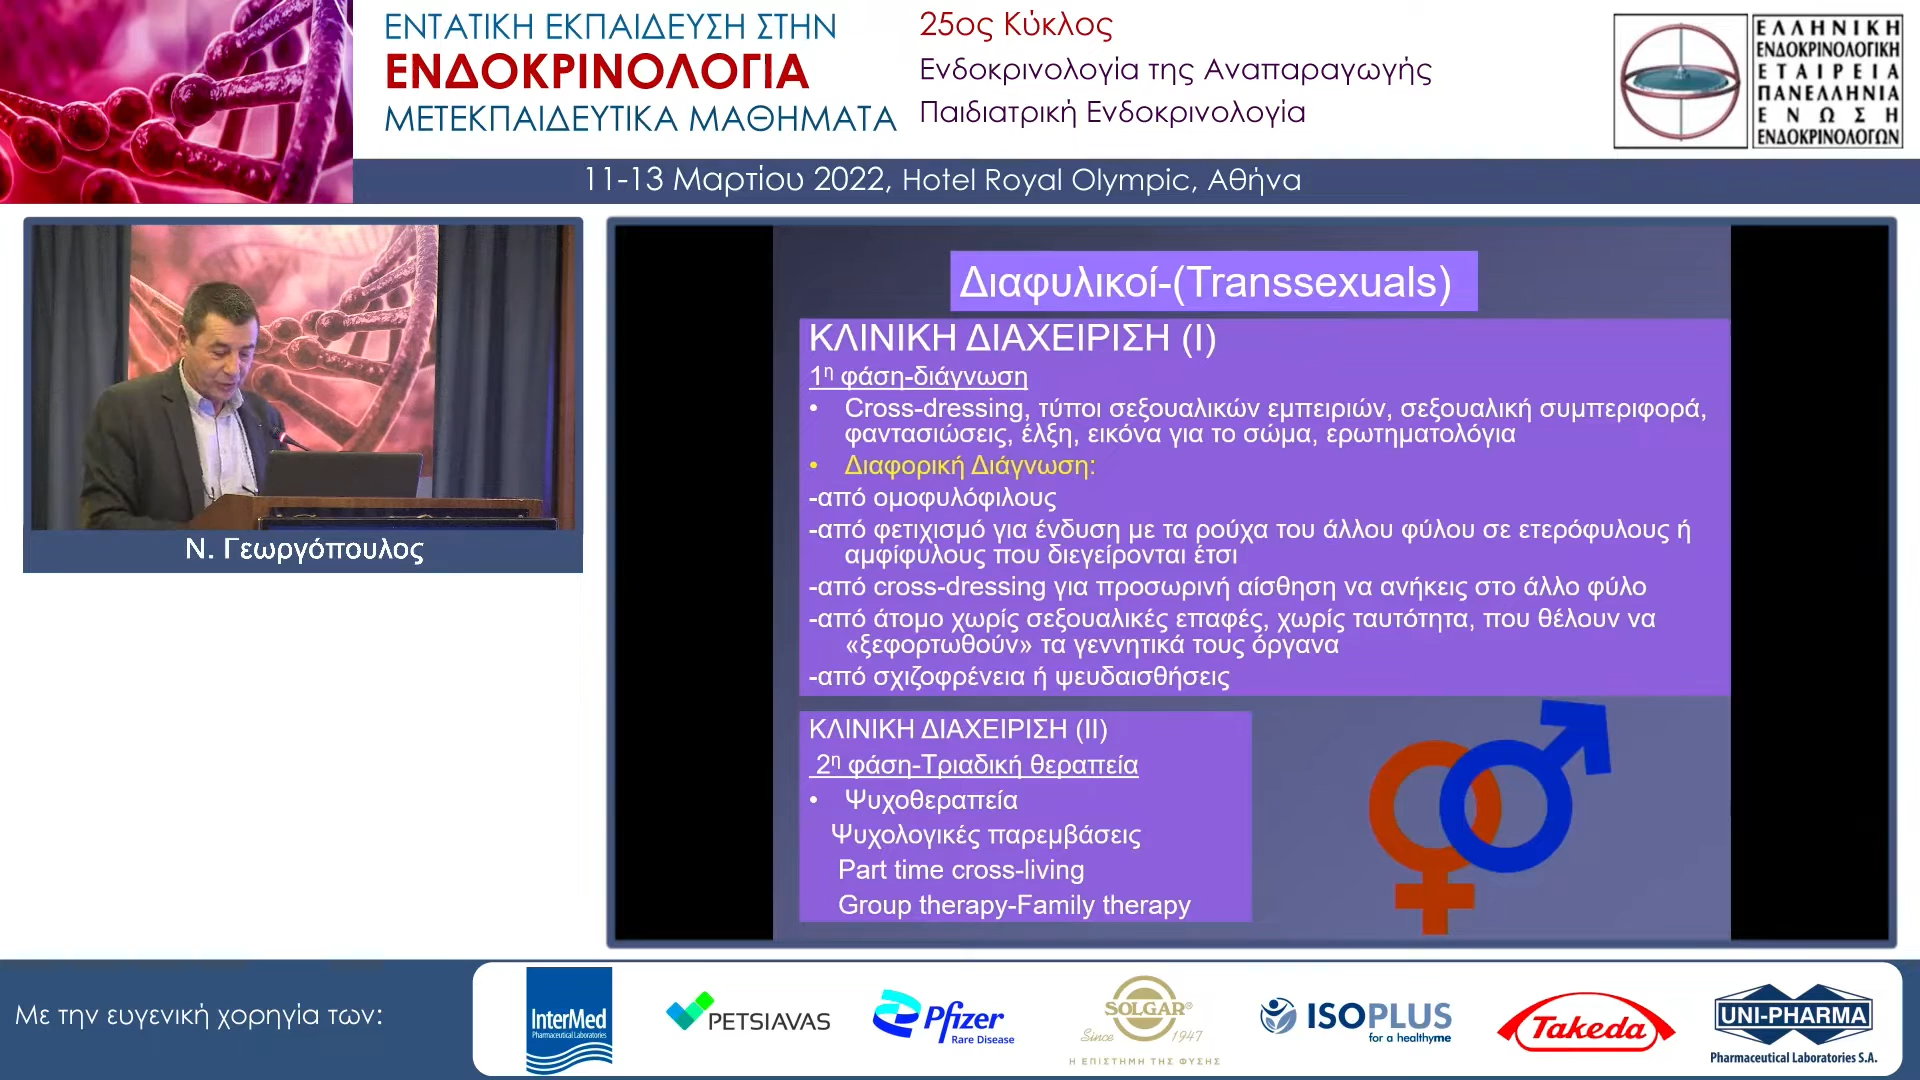 ΕΝΤΑΤΙΚΗ ΕΚΠΑΙΔΕΥΣΗ ΣΤΗΝ
ΕΝΔΟΚΡΙΝΟΛΟΓΙΑ
ΜΕΤΕΚΠΑΙΔΕΥΤΙΚΑ ΜΑΘΗΜΑΤΑ
25ος Κύκλος
Ενδοκρινολογία της Αναπαραγωγής
Παιδιατρική Ενδοκρινολογία
ΕΛΛΗΝΙΚΗ
ΕΝΔΟΚΡΙΝΟΛΟΓΙΚΗ
ΕΤΑΙΡΕΙΑ
ΠΑΝΕΛΛΗΝΙΑ
ΕΝΩΣΗ
ΕΝΔΟΚΡΙΝΟΛΟΓΩΝ
11-13 Μαρτίου 2022, Hotel Royal Olympic, Αθήνα
Ν. Γεωργόπουλος
Διαφυλικοί-(Transsexuals)
ΚΛΙΝΙΚΗ ΔΙΑΧΕΙΡΙΣΗ (Ι)
1η φάση-διάγνωση
• Cross-dressing, τύποι σεξουαλικών εμπειριών, σεξουαλική συμπεριφορά,
φαντασιώσεις, έλξη, εικόνα για το σώμα, ερωτηματολόγια
• Διαφορική Διάγνωση:
-από ομοφυλόφιλους
-από φετιχισμό για ένδυση με τα ρούχα του άλλου φύλου σε ετερόφυλους ή
αμφίφυλους που διεγείρονται έτσι
-από cross-dressing για προσωρινή αίσθηση να ανήκεις στο άλλο φύλο
-από άτομο χωρίς σεξουαλικές επαφές, χωρίς ταυτότητα, που θέλουν να
«ξεφορτωθούν» τα γεννητικά τους όργανα
-από σχιζοφρένεια ή ψευδαισθήσεις
ΚΛΙΝΙΚΗ ΔΙΑΧΕΙΡΙΣΗ (ΙΙ)
2η φάση-Τριαδική θεραπεία
• Ψυχοθεραπεία
Ψυχολογικές παρεμβάσεις
Part time cross-living
Group therapy-Family therapy
Με την ευγενική χορηγία των:
InterMed
Pharmaceutical Laboratories
PETSIAVAS
Pfizer
Rare Disease
SOLGAR®
Since 1947
Η ΕΠΙΣΤΗΜΗ ΤΗΣ ΦΥΣΗΣ
ISOPLUS
for a healthyme
Takeda
UNI-PHARMA
Pharmaceutical Laboratories S.A.